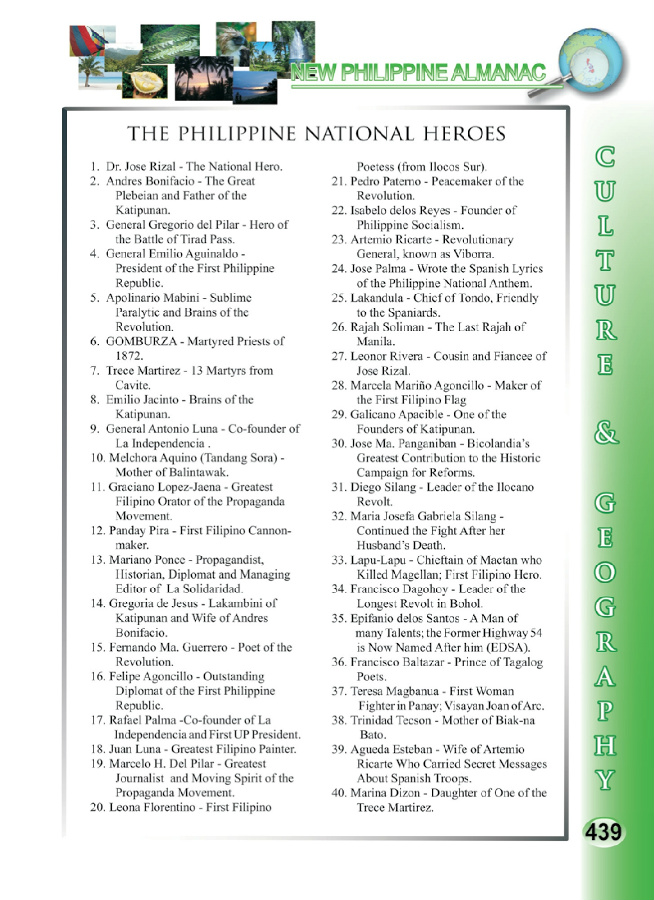 NEW PHILIPPINE ALMANAC
THE PHILIPPINE NATIONAL HEROES
1. Dr. Jose Rizal - The National Hero.
2. Andres Bonifacio - The Great
Plebeian and Father of the
Katipunan.
3. General Gregorio del Pilar - Hero of
the Battle of Tirad Pass.
4. General Emilio Aguinaldo -
President of the First Philippine
Republic.
5. Apolinario Mabini - Sublime
Paralytic and Brains of the
Revolution.
6. GOMBURZA - Martyred Priests of
1872.
7. Trece Martirez - 13 Martyrs from
Cavite.
8. Emilio Jacinto - Brains of the
Katipunan.
9. General Antonio Luna - Co-founder of
La Independencia .
10. Melchora Aquino (Tandang Sora) -
Mother of Balintawak.
11. Graciano Lopez-Jaena - Greatest
Filipino Orator of the Propaganda
Movement.
12. Panday Pira - First Filipino Cannon-
maker.
13. Mariano Ponce - Propagandist,
Historian, Diplomat and Managing
Editor of La Solidaridad.
14. Gregoria de Jesus - Lakambini of
Katipunan and Wife of Andres
Bonifacio.
15. Fernando Ma. Guerrero - Poet of the
Revolution.
16. Felipe Agoncillo - Outstanding
Diplomat of the First Philippine
Republic.
17. Rafael Palma -Co-founder of La
Independencia and First UP President.
18. Juan Luna - Greatest Filipino Painter.
19. Marcelo H. Del Pilar - Greatest
Journalist and Moving Spirit of the
Propaganda Movement.
20. Leona Florentino - First Filipino
Poetess (from Ilocos Sur).
21. Pedro Paterno - Peacemaker of the
Revolution.
22. Isabelo delos Reyes - Founder of
Philippine Socialism.
23. Artemio Ricarte - Revolutionary
General, known as Viborra.
24. Jose Palma - Wrote the Spanish Lyrics
of the Philippine National Anthem.
25. Lakandula - Chief of Tondo, Friendly
to the Spaniards.
26. Rajah Soliman - The Last Rajah of
Manila.
27. Leonor Rivera - Cousin and Fiancee of
Jose Rizal.
28. Marcela Mariño Agoncillo - Maker of
the First Filipino Flag
29. Galicano Apacible - One of the
Founders of Katipunan.
30. Jose Ma. Panganiban - Bicolandia's
Greatest Contribution to the Historic
Campaign for Reforms.
31. Diego Silang - Leader of the Ilocano
Revolt.
32. Maria Josefa Gabriela Silang -
Continued the Fight After her
Husband's Death.
33. Lapu-Lapu - Chieftain of Mactan who
Killed Magellan; First Filipino Hero.
34. Francisco Dagohoy - Leader of the
Longest Revolt in Bohol.
35. Epifanio delos Santos - A Man of
many Talents; the Former Highway 54
is Now Named After him (EDSA).
36. Francisco Baltazar - Prince of Tagalog
Poets.
37. Teresa Magbanua - First Woman
Fighter in Panay; Visayan Joan of Arc.
38. Trinidad Tecson - Mother of Biak-na
Bato.
39. Agueda Esteban - Wife of Artemio
Ricarte Who Carried Secret Messages
About Spanish Troops.
40. Marina Dizon - Daughter of One of the
Trece Martirez.
CULTURE & GEOGRAPHY
439